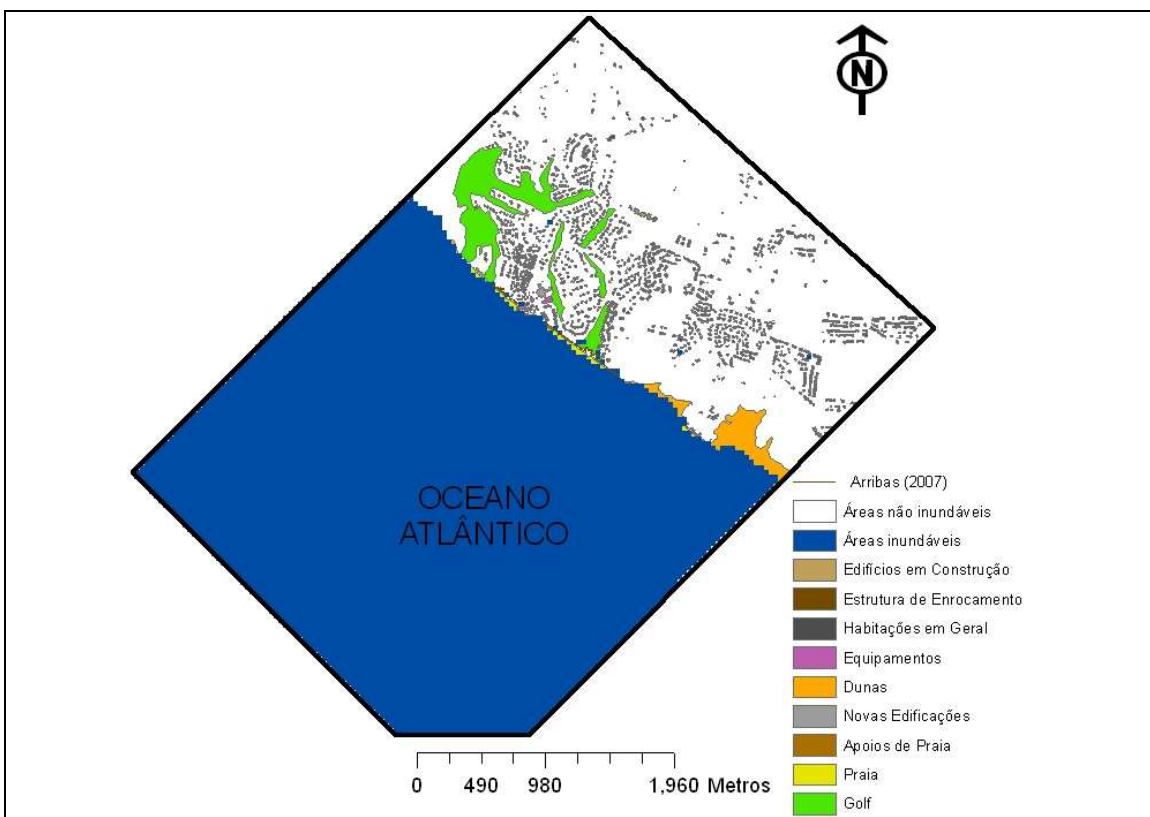 N
OCEANO
ATLÂNTICO
Arribas (2007)
Áreas não inundáveis
Áreas inundáveis
Edifícios em Construção
Estrutura de Enrocamento
Habitações em Geral
Equipamentos
Dunas
Novas Edificações
Apoios de Praia
Praia
Golf
0 490 980 1,960 Metros